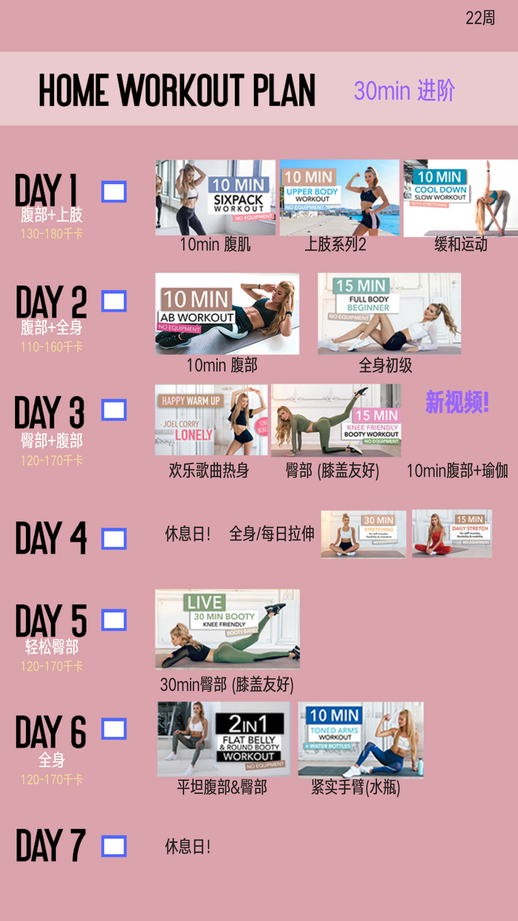 22周
HOME WORKOUT PLAN
30min 进阶
DAY 1
腹部+上肢
130-180千卡
10 MIN
SIXPACK
WORKOUT
NO EQUIPMENT
10 MIN
UPPER BODY
WORKOUT
NO EQUIPMENT
10 MIN
COOL DOWN
SLOW WORKOUT
10min 腹肌
上肢系列2
缓和运动
DAY 2
腹部+全身
110-160千卡
10 MIN
AB WORKOUT
NO EQUIPMENT
15 MIN
FULL BODY
BEGINNER
NO EQUIPMENT
10min 腹部
全身初级
DAY 3
臀部+腹部
120-170千卡
HAPPY WARM UP
JOEL CORRY
LONELY
15 MIN
KNEE FRIENDLY
BOOTY WORKOUT
NO EQUIPMENT
新视频!
欢乐歌曲热身
臀部 (膝盖友好)
10min腹部+瑜伽
DAY 4
休息日!
全身/每日拉伸
30 MIN
STRETCHING
15 MIN
DAILY STRETCH
DAY 5
轻松臀部
120-170千卡
LIVE
30 MIN BOOTY
KNEE FRIENDLY
30min臀部 (膝盖友好)
DAY 6
全身
120-170千卡
2IN1
FLAT BELLY
& ROUND BOOTY
WORKOUT
NO EQUIPMENT
10 MIN
TONED ARMS
WORKOUT
+ WATER BOTTLES
平坦腹部&臀部
紧实手臂(水瓶)
DAY 7
休息日!